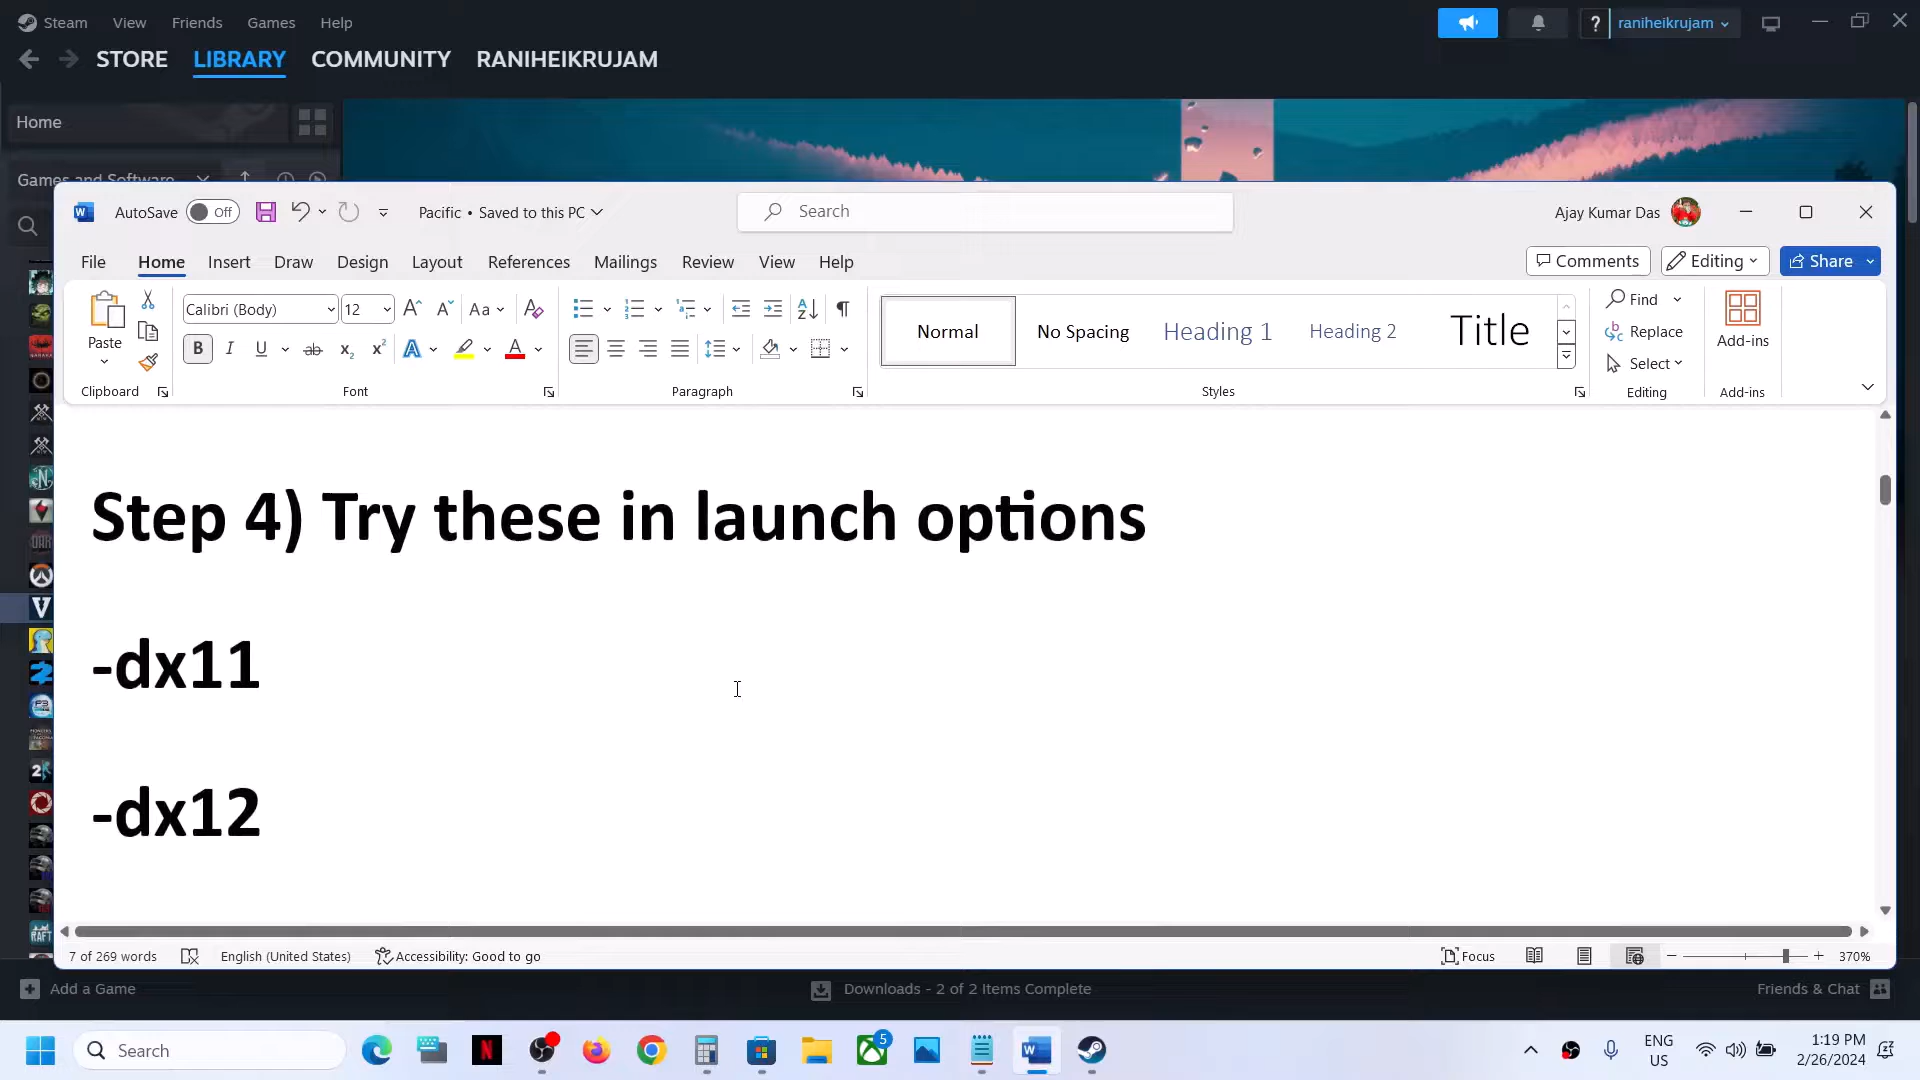 Steam View Friends Games Help
? raniheikrujam
STORE LIBRARY COMMUNITY RANIHEIKRUJAM
Home
Games and Software
AutoSave Off Pacific • Saved to this PC Search Ajay Kumar Das
File Home Insert Draw Design Layout References Mailings Review View Help Comments Editing Share
Paste Calibri (Body) 12 Aa Normal No Spacing Heading 1 Heading 2 Title Find Replace Select Add-ins
Clipboard Font Paragraph Styles Editing Add-ins
Step 4) Try these in launch options
-dx11
-dx12
7 of 269 words English (United States) Accessibility: Good to go Focus 370%
Add a Game Downloads - 2 of 2 Items Complete Friends & Chat
Search 5 ENG 1:19 PM
US 2/26/2024